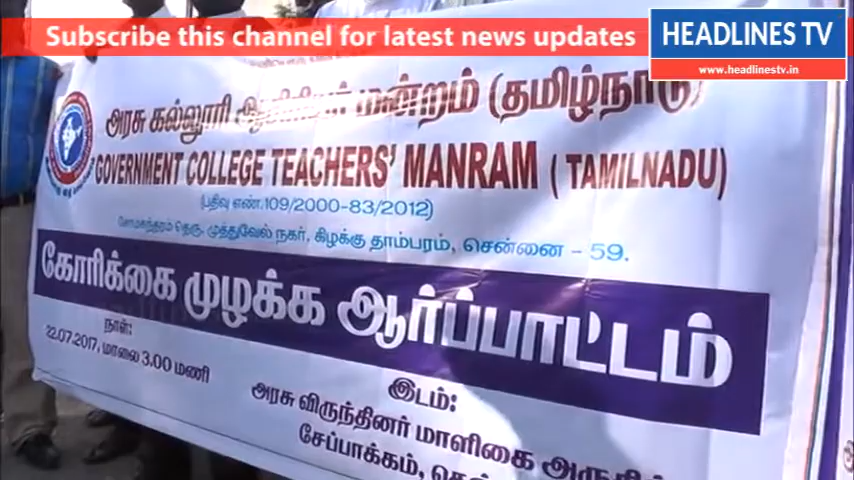 Subscribe this channel for latest news updates
HEADLINES TV
www.headlinestv.in
அரசு கல்லூரி ஆசிரியர் மன்றம் (தமிழ்நாடு)
GOVERNMENT COLLEGE TEACHERS' MANRAM (TAMILNADU)
(பதிவு எண்.109/2000-83/2012)
தெரு, முத்துவேல் நகர், கிழக்கு தாம்பரம், சென்னை - 59.
கோரிக்கை முழக்க ஆர்ப்பாட்டம்
நாள்:
22.07.2017, மாலை 3.00 மணி
இடம்:
அரசு விருந்தினர் மாளிகை அருகில்
சேப்பாக்கம்,